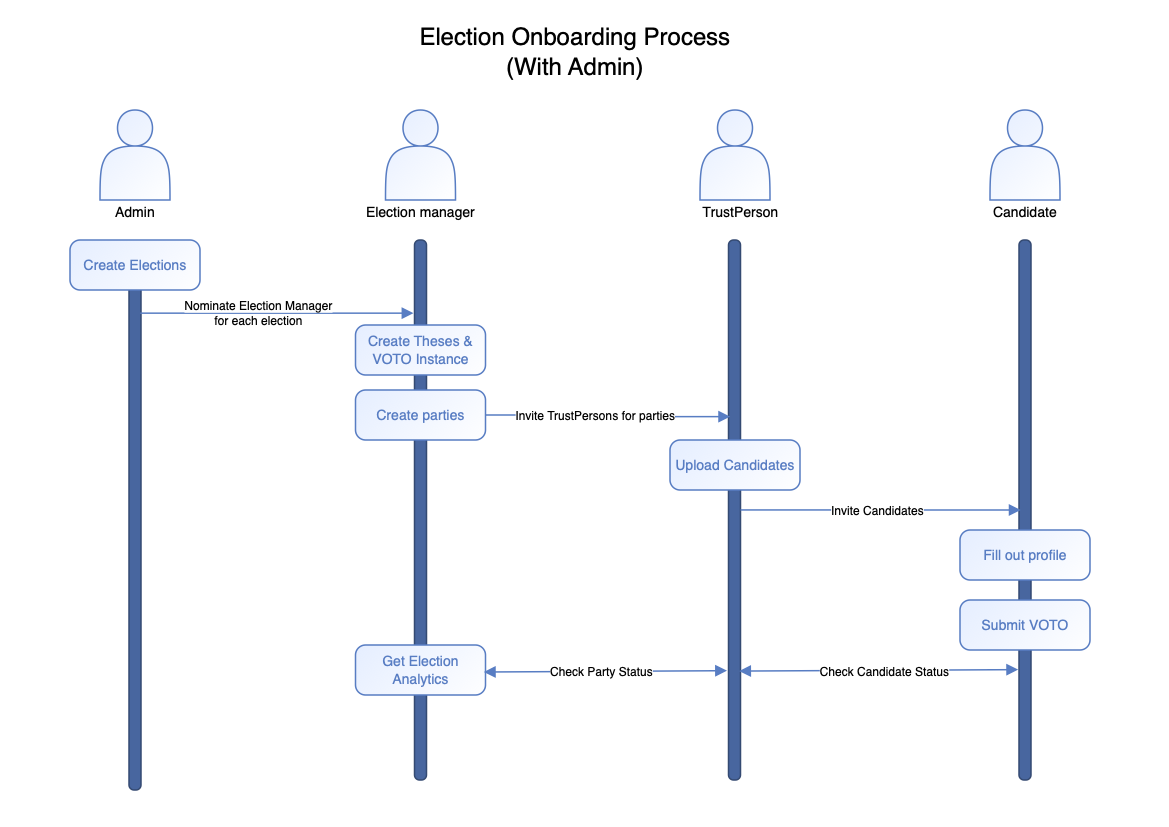 Election Onboarding Process
(With Admin)
Admin
Election manager
TrustPerson
Candidate
Create Elections
Nominate Election Manager
for each election
Create Theses &
VOTO Instance
Create parties
Invite TrustPersons for parties
Upload Candidates
Invite Candidates
Fill out profile
Submit VOTO
Get Election
Analytics
Check Party Status
Check Candidate Status